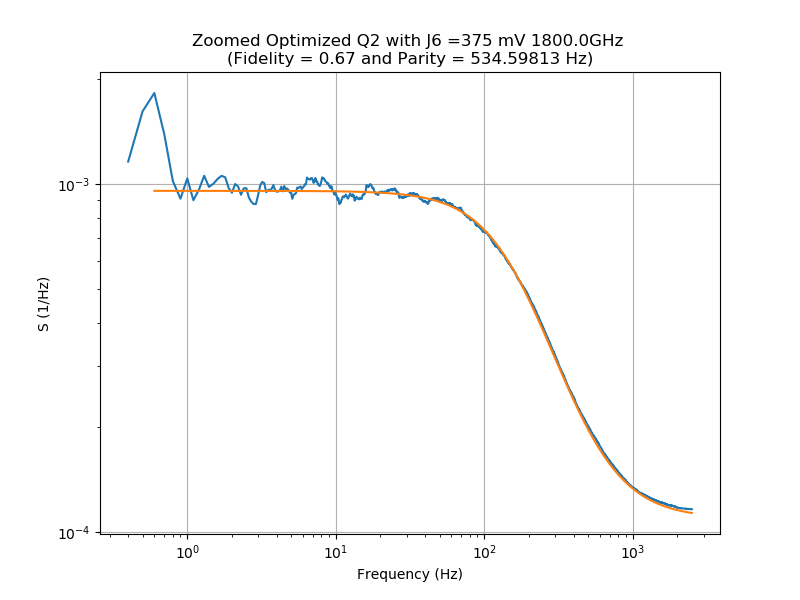 Zoomed Optimized Q2 with J6 =375 mV 1800.0GHz
(Fidelity = 0.67 and Parity = 534.59813 Hz)
S (1/Hz)
10⁻³
10⁻⁴
10⁰ 10¹ 10² 10³
Frequency (Hz)